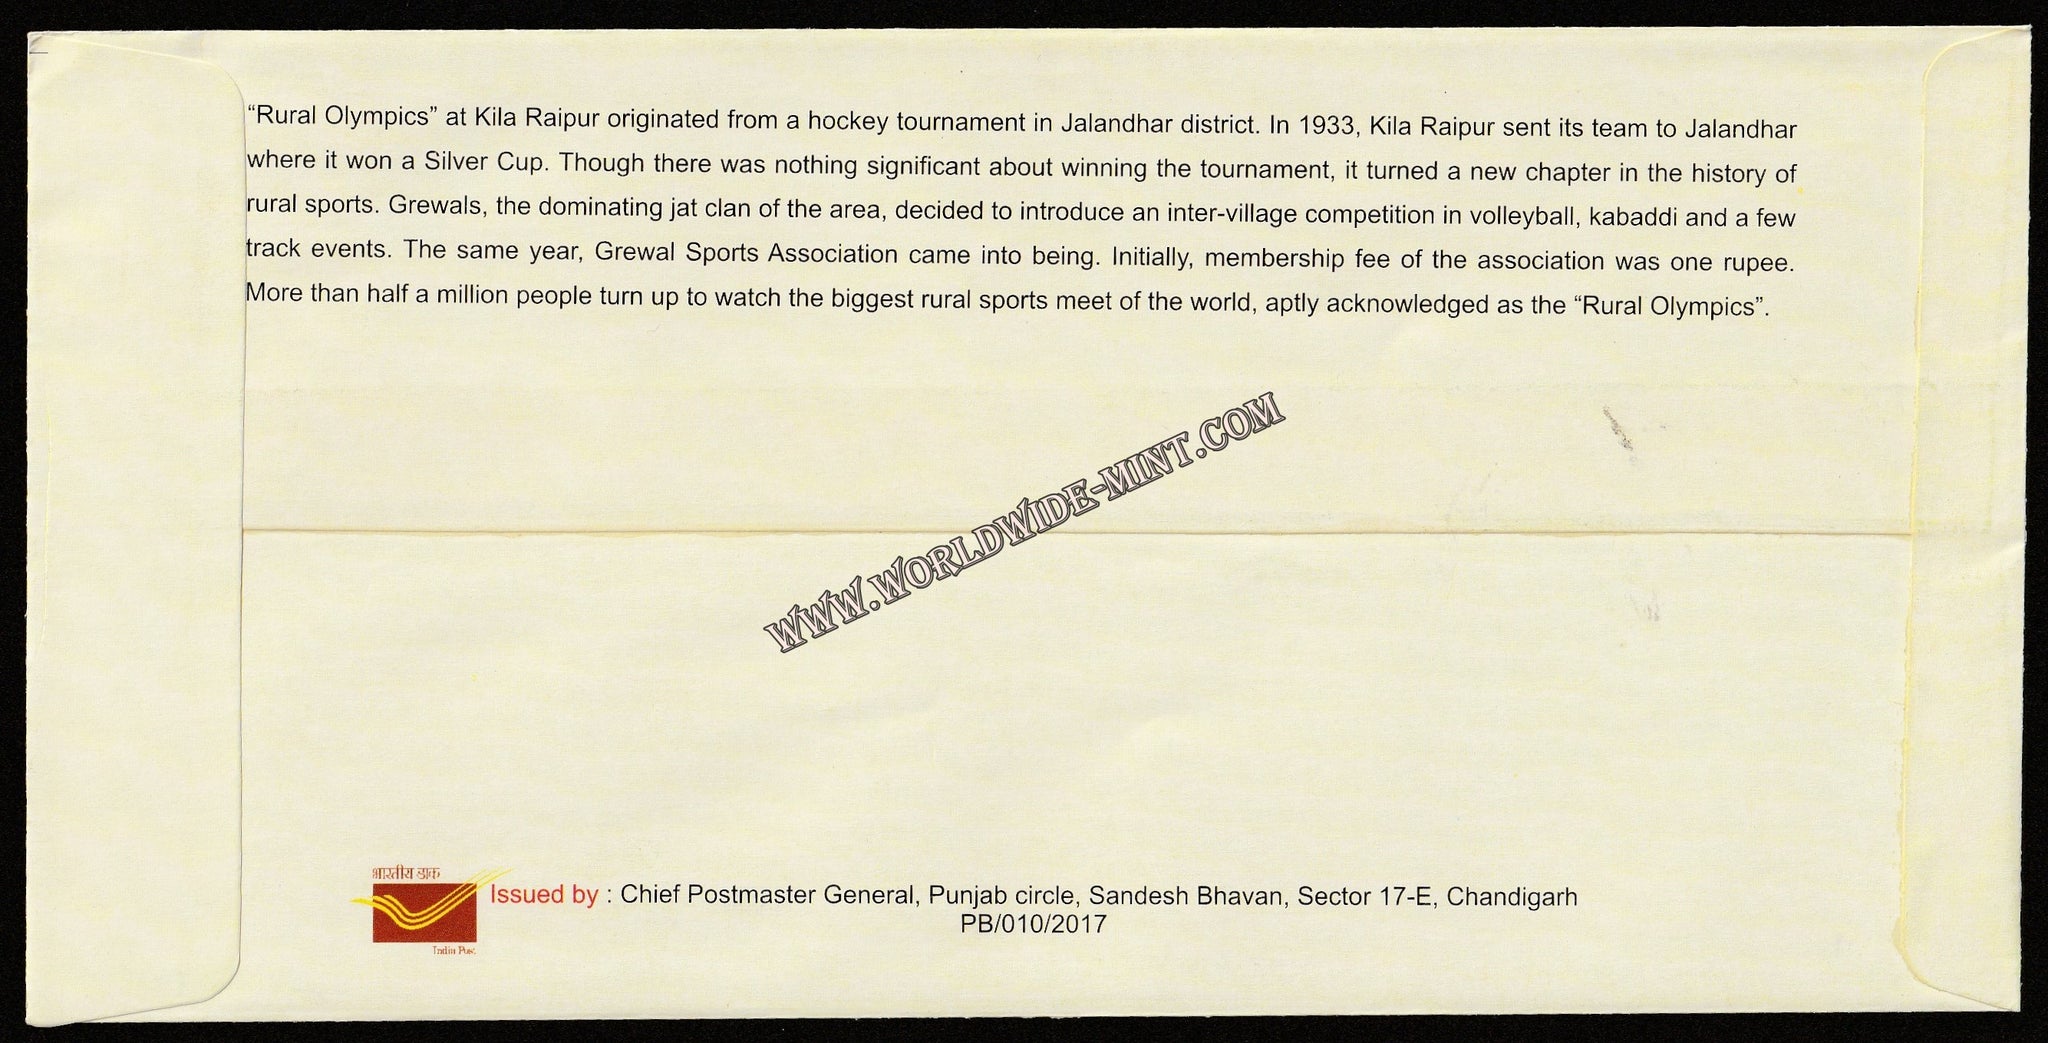 “Rural Olympics” at Kila Raipur originated from a hockey tournament in Jalandhar district. In 1933, Kila Raipur sent its team to Jalandhar
where it won a Silver Cup. Though there was nothing significant about winning the tournament, it turned a new chapter in the history of
rural sports. Grewals, the dominating jat clan of the area, decided to introduce an inter-village competition in volleyball, kabaddi and a few
track events. The same year, Grewal Sports Association came into being. Initially, membership fee of the association was one rupee.
More than half a million people turn up to watch the biggest rural sports meet of the world, aptly acknowledged as the “Rural Olympics”.
WWW.WORLDWIDE-MINT.COM
भारतीय डाक
Issued by : Chief Postmaster General, Punjab circle, Sandesh Bhavan, Sector 17-E, Chandigarh
PB/010/2017
India Post